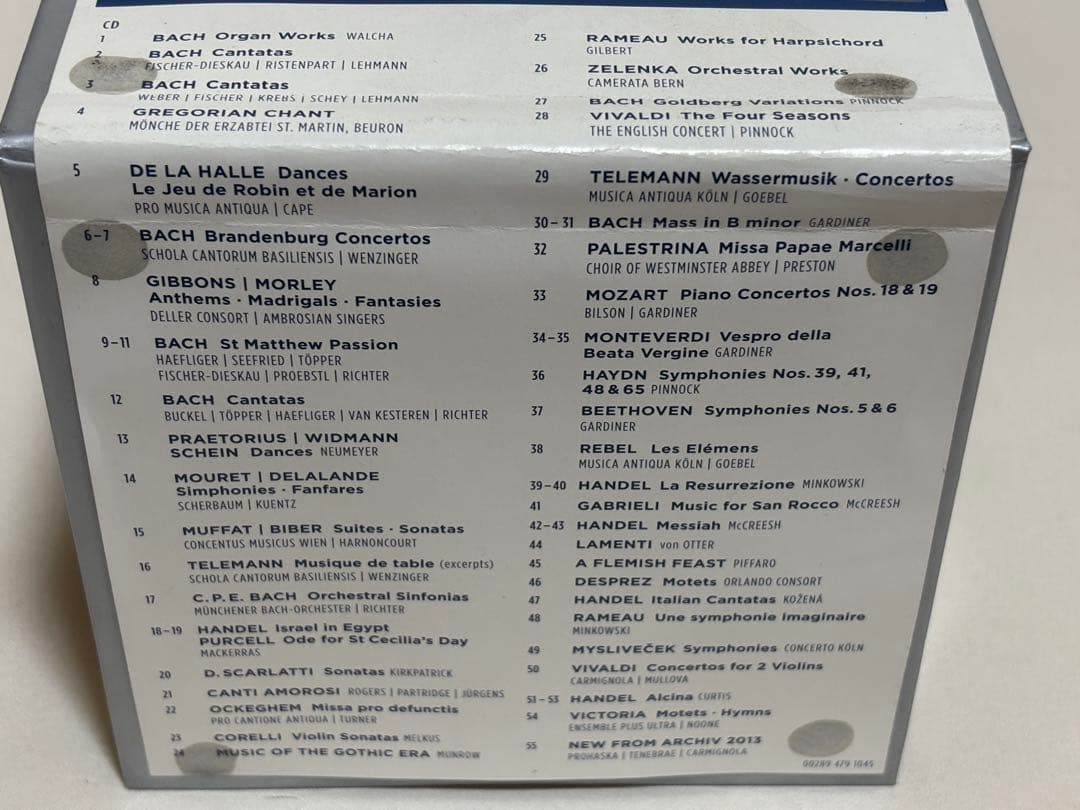 CD
1 BACH Organ Works WALCHA
2 BACH Cantatas
FISCHER-DIESKAU | RISTENPART | LEHMANN
3 BACH Cantatas
WEBER | FISCHER | KREBS | SCHEY | LEHMANN
4 GREGORIAN CHANT
MÖNCHE DER ERZABTEI ST. MARTIN, BEURON
5 DE LA HALLE Dances
Le Jeu de Robin et de Marion
PRO MUSICA ANTIQUA | CAPE
6–7 BACH Brandenburg Concertos
SCHOLA CANTORUM BASILIENSIS | WENZINGER
8 GIBBONS | MORLEY
Anthems · Madrigals · Fantasies
DELLER CONSORT | AMBROSIAN SINGERS
9–11 BACH St Matthew Passion
HAEFLIGER | SEEFRIED | TÖPPER
FISCHER-DIESKAU | PROEBSTL | RICHTER
12 BACH Cantatas
BUCKEL | TÖPPER | HAEFLIGER | VAN KESTEREN | RICHTER
13 PRAETORIUS | WIDMANN
SCHEIN Dances NEUMEYER
14 MOURET | DELALANDE
Simphonies · Fanfares
SCHERBAUM | KUENTZ
15 MUFFAT | BIBER Suites · Sonatas
CONCENTUS MUSICUS WIEN | HARNONCOURT
16 TELEMANN Musique de table (excerpts)
SCHOLA CANTORUM BASILIENSIS | WENZINGER
17 C.P.E. BACH Orchestral Sinfonias
MÜNCHENER BACH-ORCHESTER | RICHTER
18–19 HANDEL Israel in Egypt
PURCELL Ode for St Cecilia's Day
MACKERRAS
20 D. SCARLATTI Sonatas KIRKPATRICK
21 CANTI AMOROSI ROGERS | PARTRIDGE | JÜRGENS
22 OCKEGHEM Missa pro defunctis
PRO CANTIONE ANTIQUA | TURNER
23 CORELLI Violin Sonatas MELKUS
24 MUSIC OF THE GOTHIC ERA MUNROW
25 RAMEAU Works for Harpsichord
GILBERT
26 ZELENKA Orchestral Works
CAMERATA BERN
27 BACH Goldberg Variations PINNOCK
28 VIVALDI The Four Seasons
THE ENGLISH CONCERT | PINNOCK
29 TELEMANN Wassermusik · Concertos
MUSICA ANTIQUA KÖLN | GOEBEL
30–31 BACH Mass in B minor GARDINER
32 PALESTRINA Missa Papae Marcelli
CHOIR OF WESTMINSTER ABBEY | PRESTON
33 MOZART Piano Concertos Nos. 18 & 19
BILSON | GARDINER
34–35 MONTEVERDI Vespro della
Beata Vergine GARDINER
36 HAYDN Symphonies Nos. 39, 41,
48 & 65 PINNOCK
37 BEETHOVEN Symphonies Nos. 5 & 6
GARDINER
38 REBEL Les Elémens
MUSICA ANTIQUA KÖLN | GOEBEL
39–40 HANDEL La Resurrezione MINKOWSKI
41 GABRIELI Music for San Rocco McCREESH
42–43 HANDEL Messiah McCREESH
44 LAMENTI von OTTER
45 A FLEMISH FEAST PIFFARO
46 DESPREZ Motets ORLANDO CONSORT
47 HANDEL Italian Cantatas KOŽENÁ
48 RAMEAU Une symphonie imaginaire
MINKOWSKI
49 MYSLIVEČEK Symphonies CONCERTO KÖLN
50 VIVALDI Concertos for 2 Violins
CARMIGNOLA | MULLOVA
51–53 HANDEL Alcina CURTIS
54 VICTORIA Motets · Hymns
ENSEMBLE PLUS ULTRA | NOONE
55 NEW FROM ARCHIV 2013
PROHASKA | TENEBRAE | CARMIGNOLA
00289 479 1045